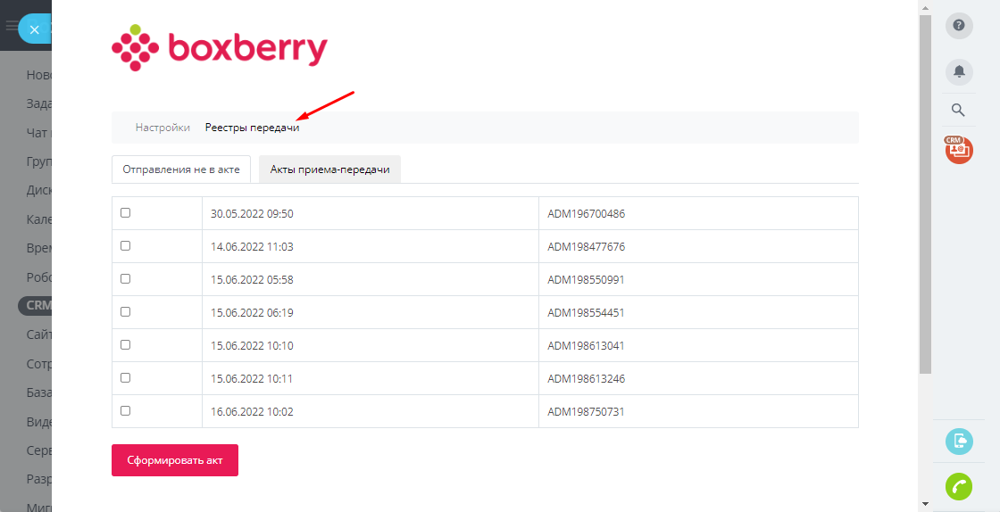 boxberry
Настройки Реестры передачи
Отправления не в акте Акты приема-передачи
30.05.2022 09:50 ADM196700486
14.06.2022 11:03 ADM198477676
15.06.2022 05:58 ADM198550991
15.06.2022 06:19 ADM198554451
15.06.2022 10:10 ADM198613041
15.06.2022 10:11 ADM198613246
16.06.2022 10:02 ADM198750731
Сформировать акт
Ново
Зада
Чат
Груп
Диск
Кале
Врем
Робо
CRM
Сайт
Сотр
База
Виде
Серв
Разр
Мигр
?
CRM